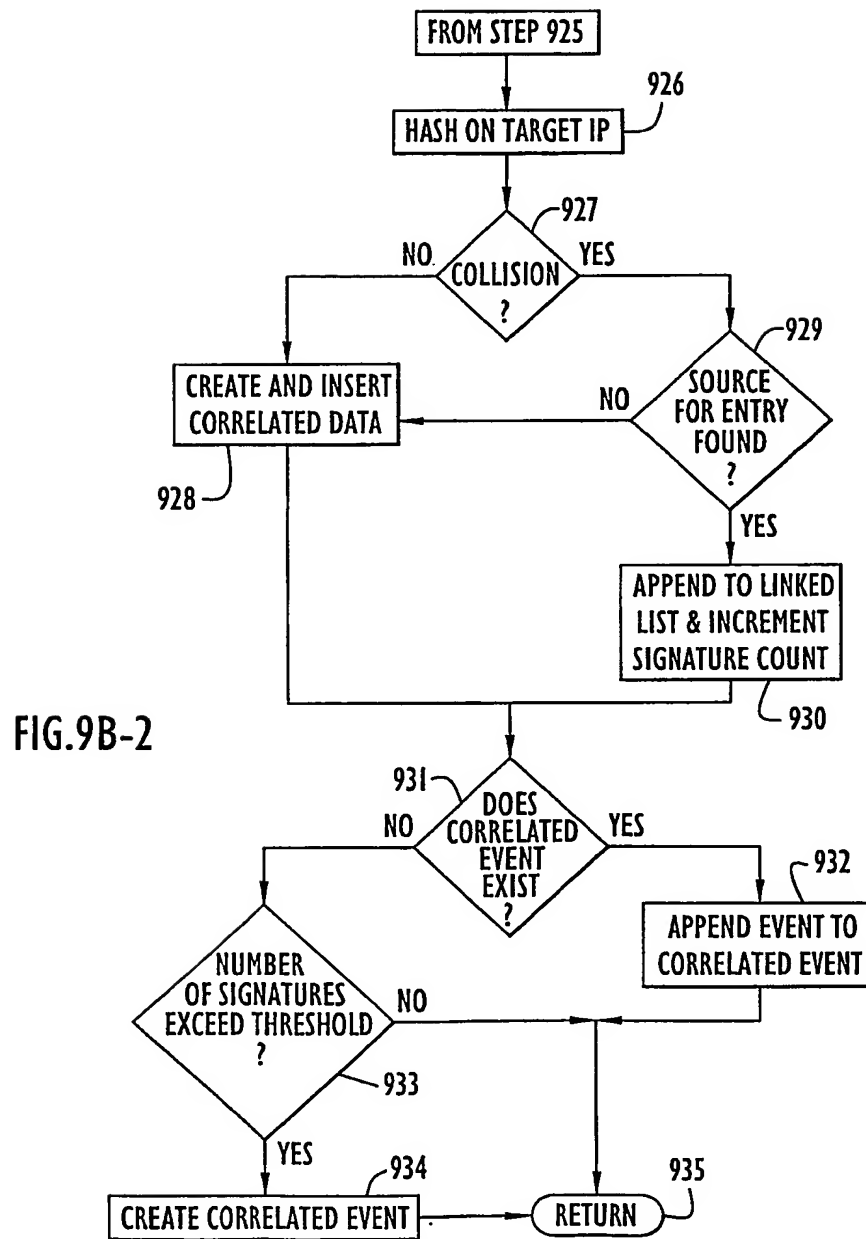 FROM STEP 925
926
HASH ON TARGET IP
927
NO
COLLISION
?
YES
929
CREATE AND INSERT
CORRELATED DATA
928
NO
SOURCE
FOR ENTRY
FOUND
?
YES
APPEND TO LINKED
LIST & INCREMENT
SIGNATURE COUNT
930
FIG.9B-2
931
NO
DOES
CORRELATED
EVENT
EXIST
?
YES
932
APPEND EVENT TO
CORRELATED EVENT
NUMBER
OF SIGNATURES
EXCEED THRESHOLD
?
NO
933
YES
934
CREATE CORRELATED EVENT
935
RETURN